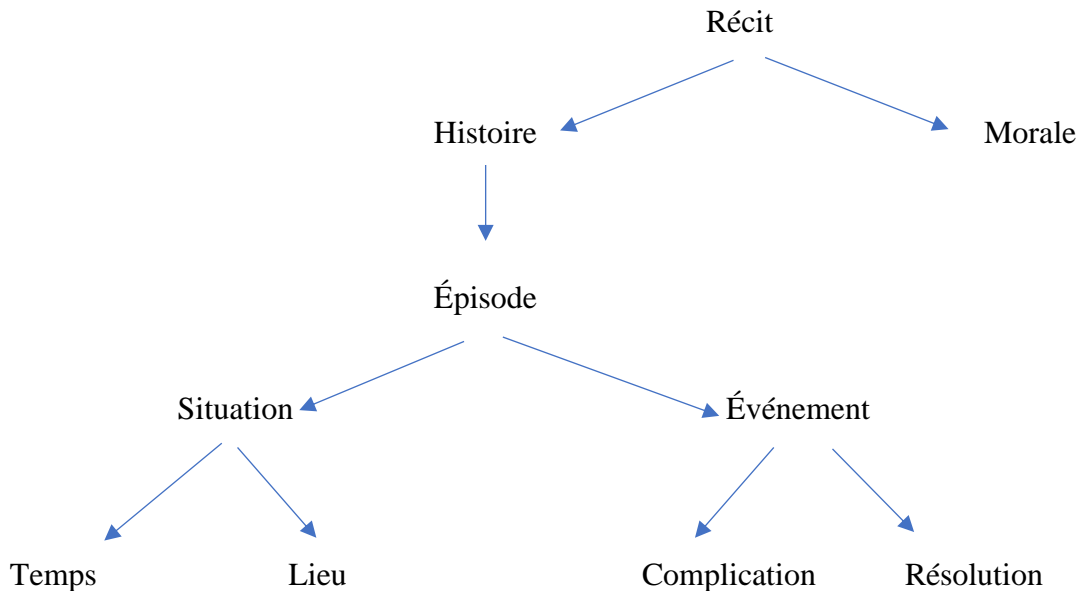 Récit
Histoire Morale
Épisode
Situation Événement
Temps Lieu Complication Résolution